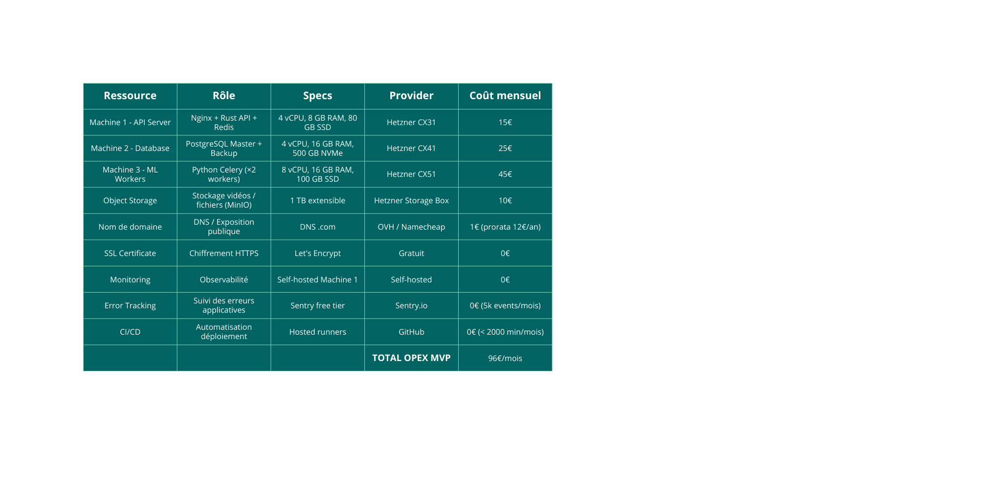 Ressource Rôle Specs Provider Coût mensuel
Machine 1 - API Server
Nginx + Rust API +
Redis
4 vCPU, 8 GB RAM, 80
GB SSD
Hetzner CX31
15€
Machine 2 - Database
PostgreSQL Master +
Backup
4 vCPU, 16 GB RAM,
500 GB NVMe
Hetzner CX41
25€
Machine 3 - ML
Workers
Python Celery (×2
workers)
8 vCPU, 16 GB RAM,
100 GB SSD
Hetzner CX51
45€
Object Storage
Stockage vidéos /
fichiers (MinIO)
1 TB extensible
Hetzner Storage Box
10€
Nom de domaine
DNS / Exposition
publique
DNS .com
OVH / Namecheap
1€ (prorata 12€/an)
SSL Certificate
Chiffrement HTTPS
Let's Encrypt
Gratuit
0€
Monitoring
Observabilité
Self-hosted Machine 1
Self-hosted
0€
Error Tracking
Suivi des erreurs
applicatives
Sentry free tier
Sentry.io
0€ (5k events/mois)
CI/CD
Automatisation
déploiement
Hosted runners
GitHub
0€ (< 2000 min/mois)
TOTAL OPEX MVP
96€/mois